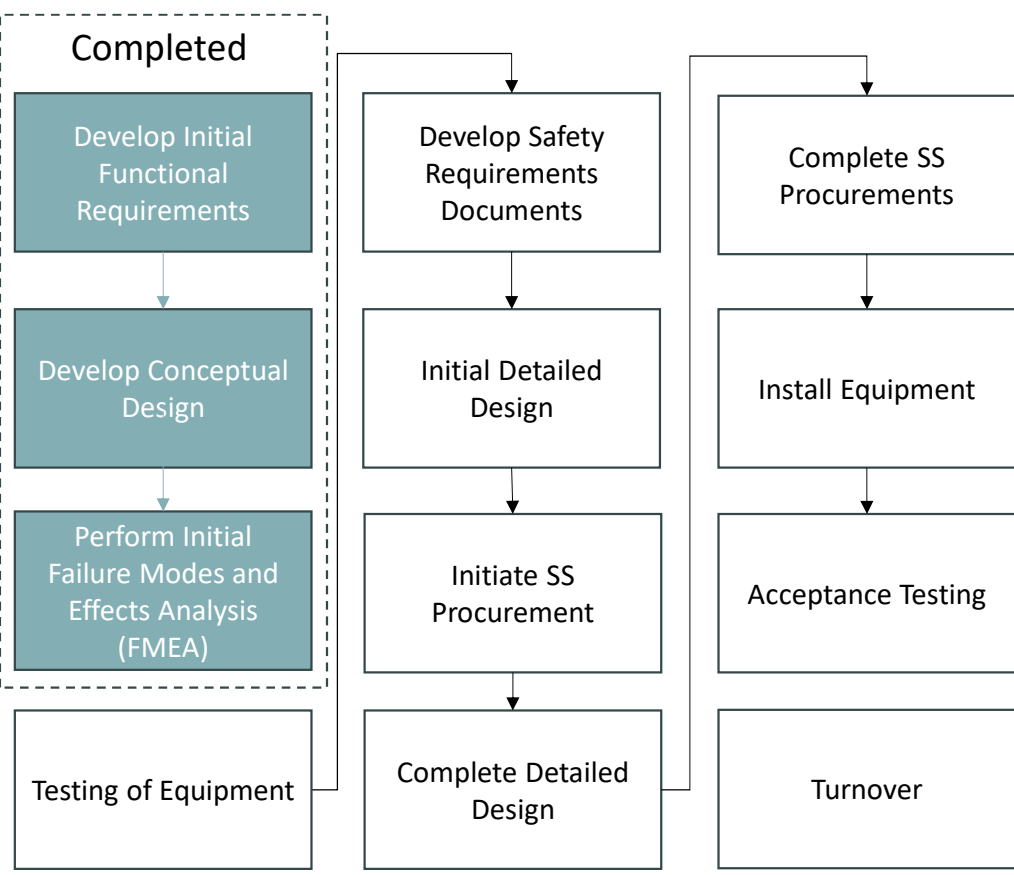 Completed
Develop Initial
Functional
Requirements
Develop Conceptual
Design
Perform Initial
Failure Modes and
Effects Analysis
(FMEA)
Testing of Equipment
Develop Safety
Requirements
Documents
Initial Detailed
Design
Initiate SS
Procurement
Complete Detailed
Design
Complete SS
Procurements
Install Equipment
Acceptance Testing
Turnover